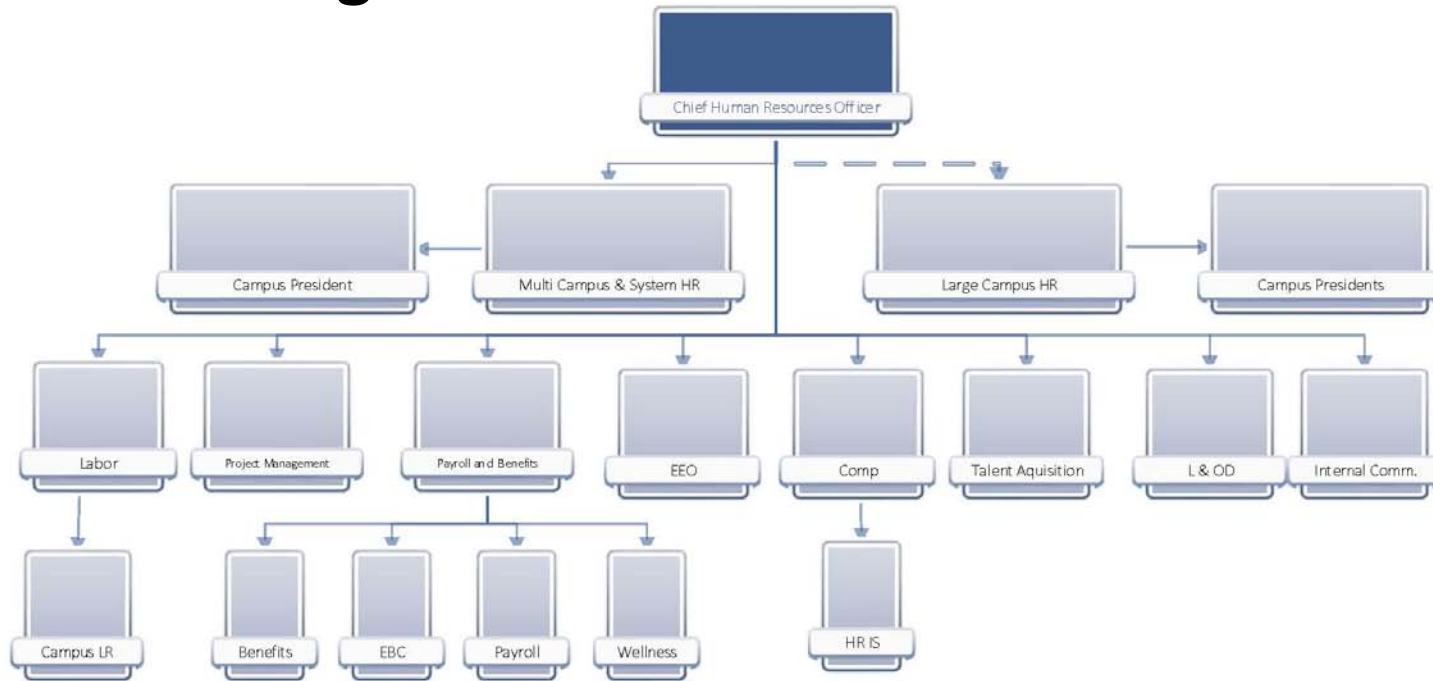 Chief Human Resources Officer
Campus President
Multi Campus & System HR
Large Campus HR
Campus Presidents
Labor
Project Management
Payroll and Benefits
EEO
Comp
Talent Aquisition
L & OD
Internal Comm.
Campus LR
Benefits
EBC
Payroll
Wellness
HR IS